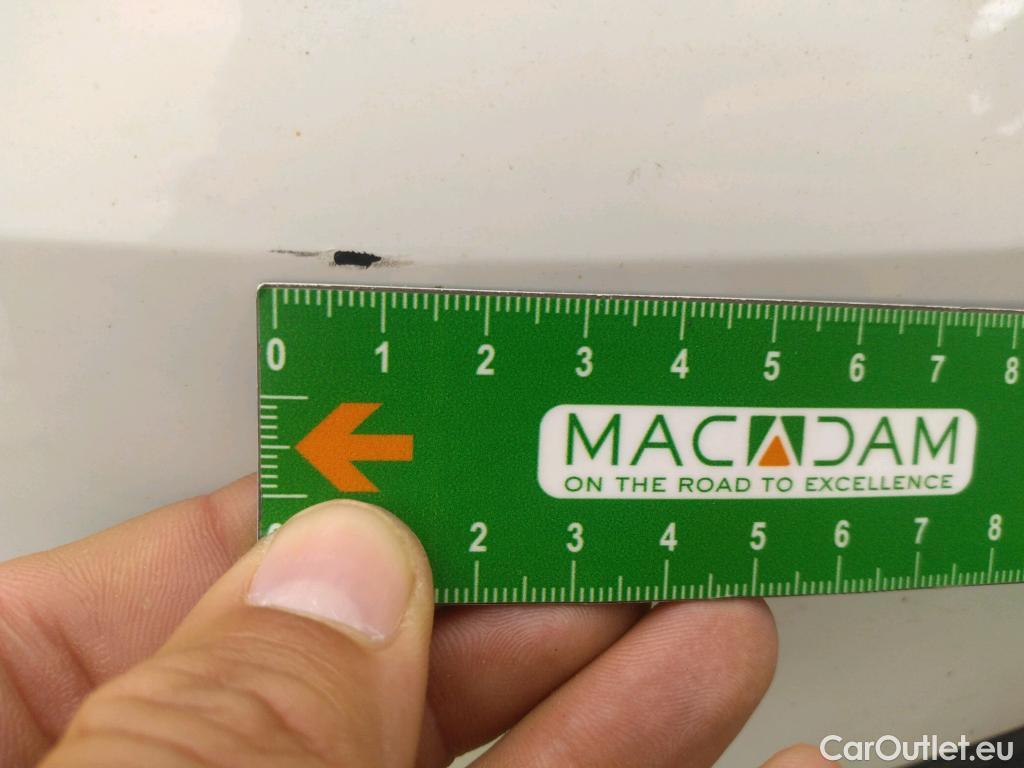 0 1 2 3 4 5 6 7 8
MACADAM
ON THE ROAD TO EXCELLENCE
2 3 4 5 6 7 8
CarOutlet.eu